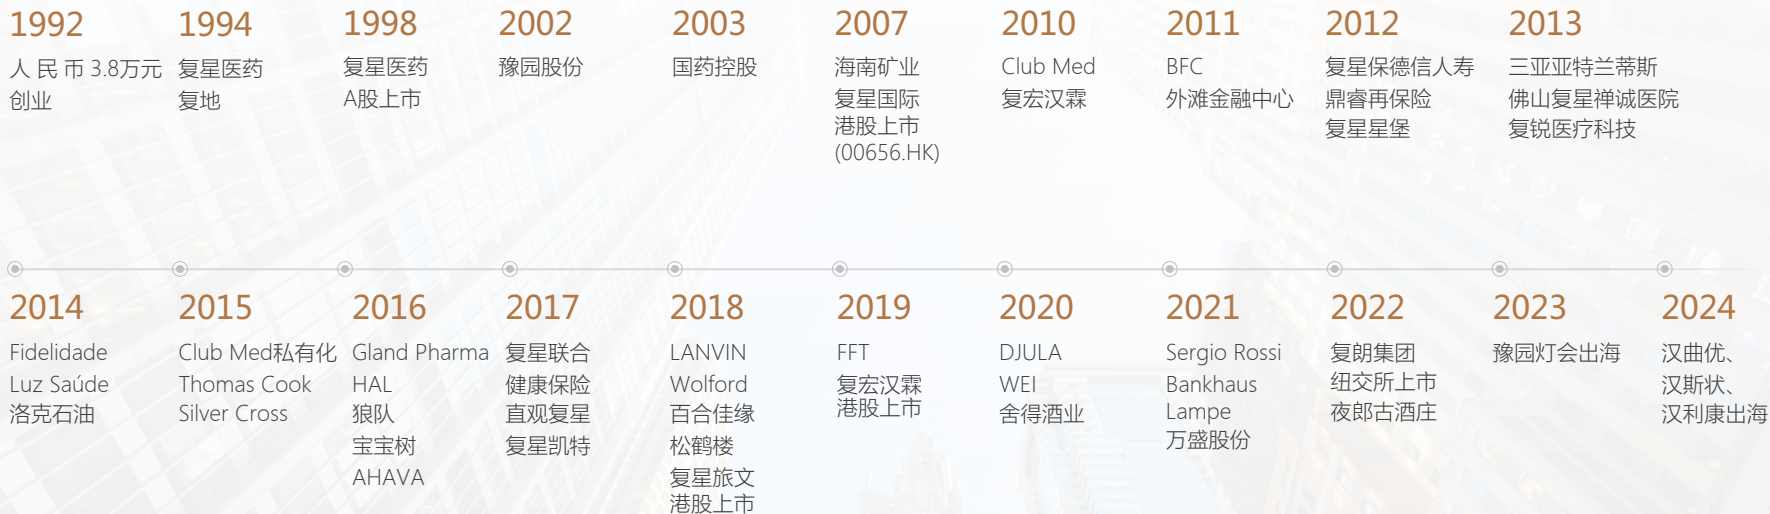 1992
人民币 3.8万元
创业
1994
复星医药
复地
1998
复星医药
A股上市
2002
豫园股份
2003
国药控股
2007
海南矿业
复星国际
港股上市
(00656.HK)
2010
Club Med
复宏汉霖
2011
BFC
外滩金融中心
2012
复星保德信人寿
鼎睿再保险
复星星堡
2013
三亚亚特兰蒂斯
佛山复星禅诚医院
复锐医疗科技
2014
Fidelidade
Luz Saúde
洛克石油
2015
Club Med私有化
Thomas Cook
Silver Cross
2016
Gland Pharma
HAL
狼队
宝宝树
AHAVA
2017
复星联合
健康保险
直观复星
复星凯特
2018
LANVIN
Wolford
百合佳缘
松鹤楼
复星旅文
港股上市
2019
FFT
复宏汉霖
港股上市
2020
DJULA
WEI
舍得酒业
2021
Sergio Rossi
Bankhaus
Lampe
万盛股份
2022
复朗集团
纽交所上市
夜郎古酒庄
2023
豫园灯会出海
2024
汉曲优、
汉斯状、
汉利康出海